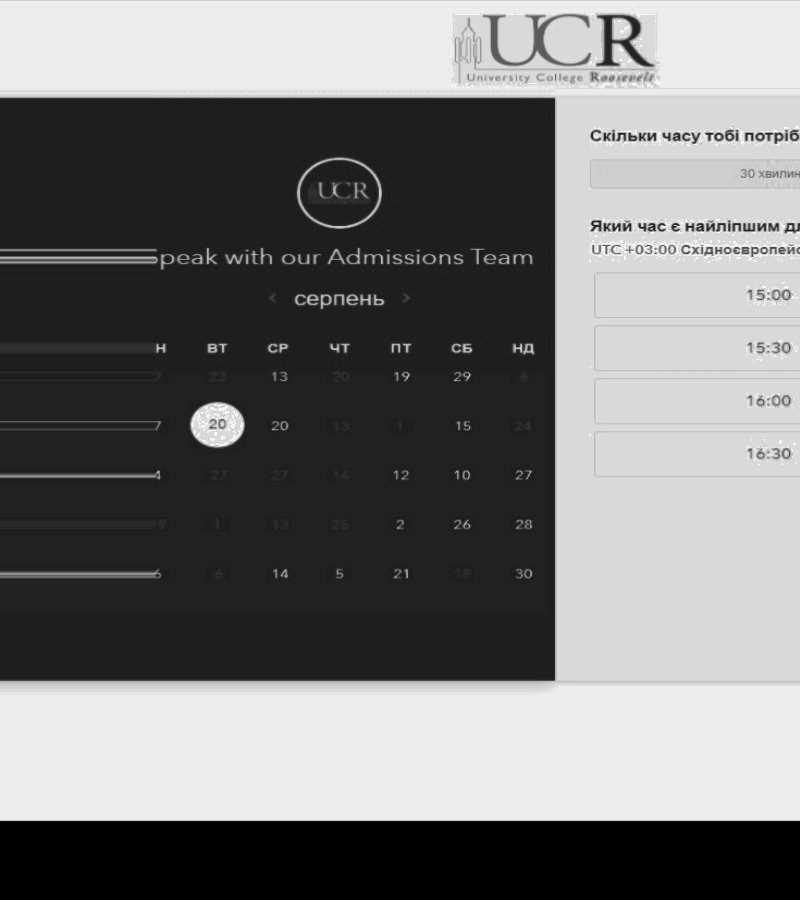 UCR
University College Roosevelt
UCR
peak with our Admissions Team
< серпень >
Н ВТ СР ЧТ ПТ СБ НД
7 23 13 20 19 29 6
7 20 20 13 1 15 24
4 27 27 14 12 10 27
9 1 13 25 2 26 28
6 6 14 5 21 18 30
Скільки часу тобі потріб
30 хвилин
Який час є найліпшим дл
UTC +03:00 Східноєвропейс
15:00
15:30
16:00
16:30